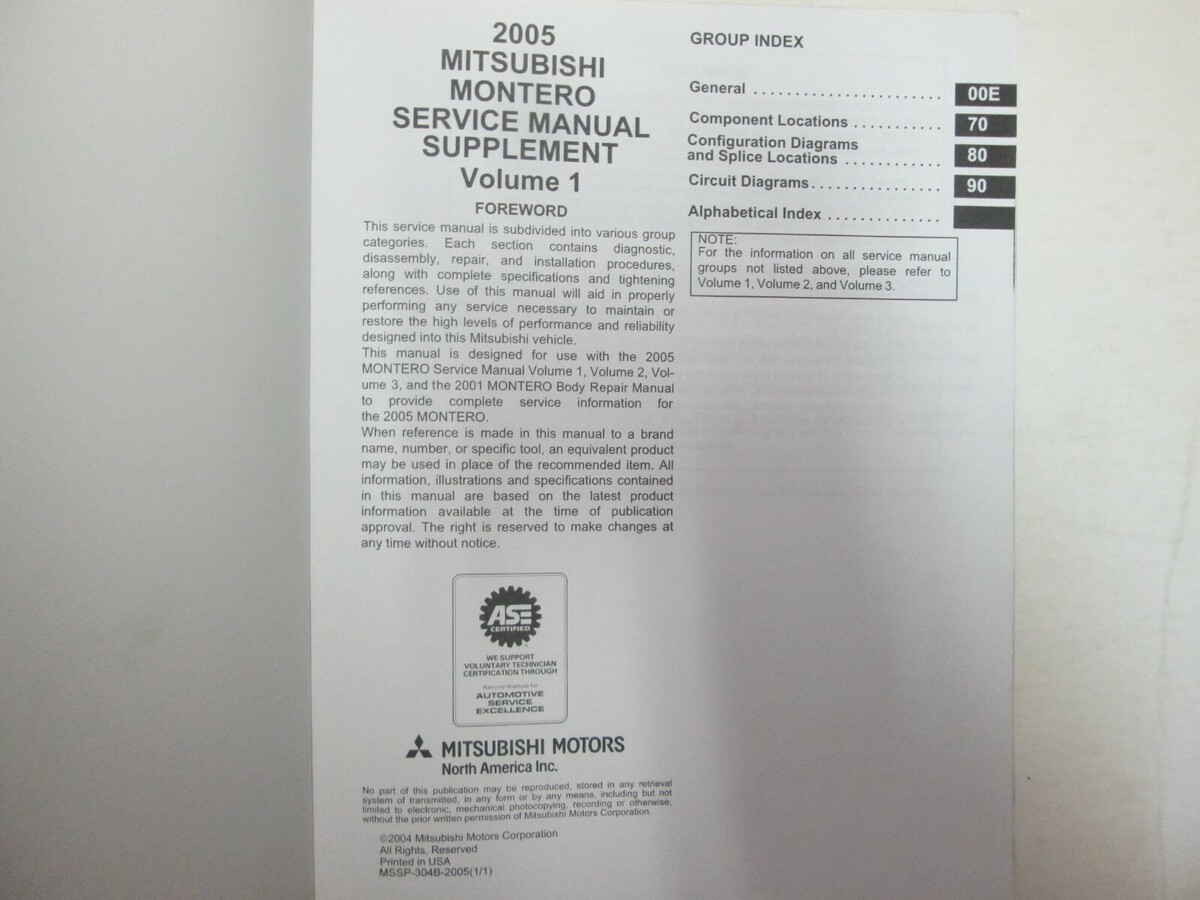 2005
MITSUBISHI
MONTERO
SERVICE MANUAL
SUPPLEMENT
Volume 1
FOREWORD
This service manual is subdivided into various group
categories. Each section contains diagnostic,
disassembly, repair, and installation procedures,
along with complete specifications and tightening
references. Use of this manual will aid in properly
performing any service necessary to maintain or
restore the high levels of performance and reliability
designed into this Mitsubishi vehicle.
This manual is designed for use with the 2005
MONTERO Service Manual Volume 1, Volume 2, Vol-
ume 3, and the 2001 MONTERO Body Repair Manual
to provide complete service information for
the 2005 MONTERO.
When reference is made in this manual to a brand
name, number, or specific tool, an equivalent product
may be used in place of the recommended item. All
information, illustrations and specifications contained
in this manual are based on the latest product
information available at the time of publication
approval. The right is reserved to make changes at
any time without notice.
ASE
CERTIFIED
WE SUPPORT
VOLUNTARY TECHNICIAN
CERTIFICATION THROUGH
National Institute for
AUTOMOTIVE
SERVICE
EXCELLENCE
MITSUBISHI MOTORS
North America Inc.
No part of this publication may be reproduced, stored in any retrieval
system of transmitted, in any form or by any means, including but not
limited to electronic, mechanical photocopying, recording or otherwise,
without the prior written permission of Mitsubishi Motors Corporation.
©2004 Mitsubishi Motors Corporation
All Rights, Reserved
Printed in USA
MSSP-304B-2005(1/1)
GROUP INDEX
General ....................... 00E
Component Locations ........... 70
Configuration Diagrams
and Splice Locations ............ 80
Circuit Diagrams................ 90
Alphabetical Index ..............
NOTE:
For the information on all service manual
groups not listed above, please refer to
Volume 1, Volume 2, and Volume 3.